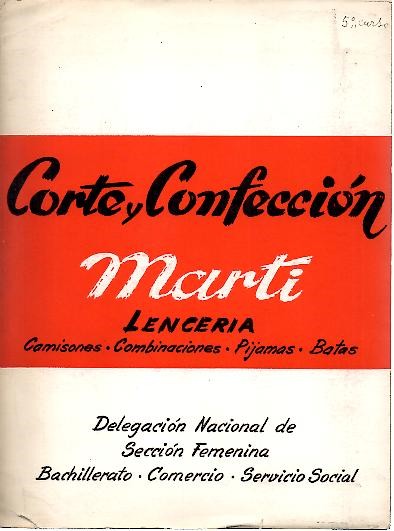 5º, curso
Corte y Confección
Marti
LENCERIA
Camisones · Combinaciones · Pijamas · Batas
Delegación Nacional de
Sección Femenina
Bachillerato · Comercio · Servicio Social